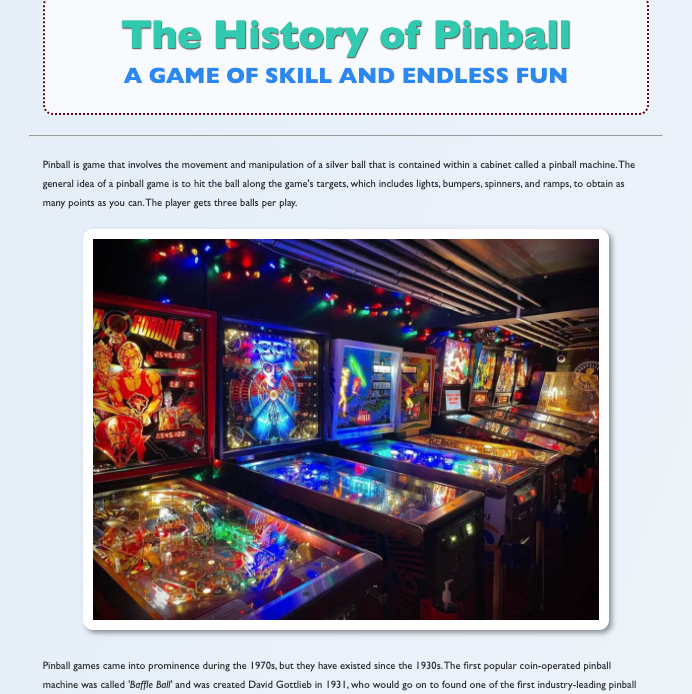 The History of Pinball
A GAME OF SKILL AND ENDLESS FUN
Pinball is game that involves the movement and manipulation of a silver ball that is contained within a cabinet called a pinball machine. The
general idea of a pinball game is to hit the ball along the game's targets, which includes lights, bumpers, spinners, and ramps, to obtain as
many points as you can. The player gets three balls per play.
GORDON
Pinball games came into prominence during the 1970s, but they have existed since the 1930s. The first popular coin-operated pinball
machine was called 'Baffle Ball' and was created David Gottlieb in 1931, who would go on to found one of the first industry-leading pinball